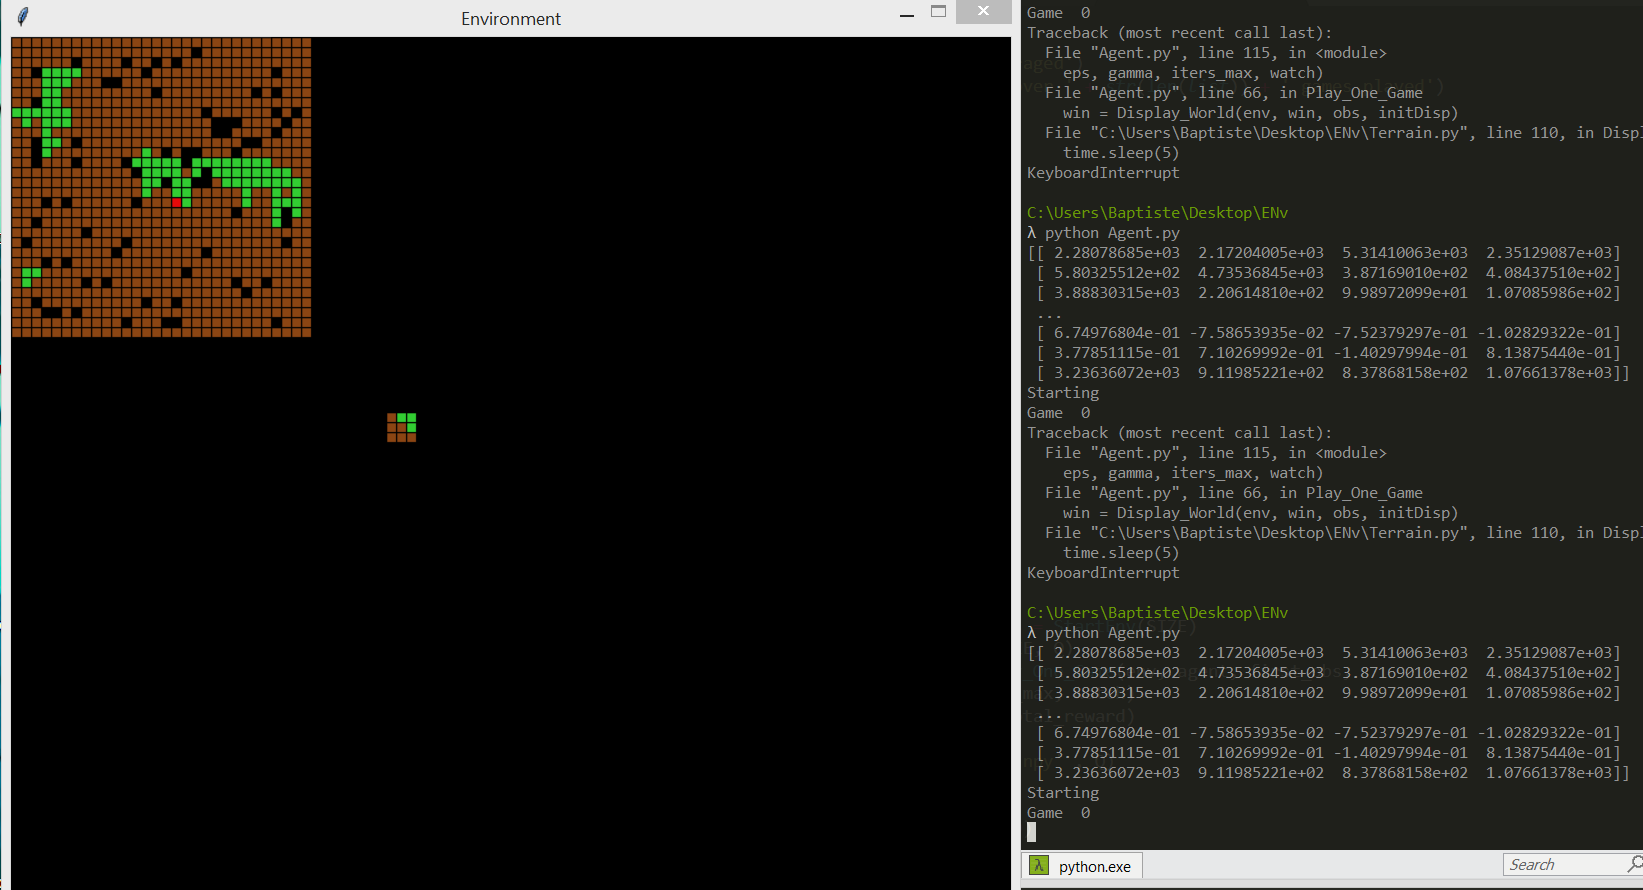 Environment
Game  0
Traceback (most recent call last):
  File "Agent.py", line 115, in <module>
    eps, gamma, iters_max, watch)
  File "Agent.py", line 66, in Play_One_Game
    win = Display_World(env, win, obs, initDisp)
  File "C:\Users\Baptiste\Desktop\ENv\Terrain.py", line 110, in Displ
    time.sleep(5)
KeyboardInterrupt
C:\Users\Baptiste\Desktop\ENv
λ python Agent.py
[[ 2.28078685e+03  2.17204005e+03  5.31410063e+03  2.35129087e+03]
 [ 5.80325512e+02  4.73536845e+03  3.87169010e+02  4.08437510e+02]
 [ 3.88830315e+03  2.20614810e+02  9.98972099e+01  1.07085986e+02]
 ...
 [ 6.74976804e-01 -7.58653935e-02 -7.52379297e-01 -1.02829322e-01]
 [ 3.77851115e-01  7.10269992e-01 -1.40297994e-01  8.13875440e-01]
 [ 3.23636072e+03  9.11985221e+02  8.37868158e+02  1.07661378e+03]]
Starting
Game  0
Traceback (most recent call last):
  File "Agent.py", line 115, in <module>
    eps, gamma, iters_max, watch)
  File "Agent.py", line 66, in Play_One_Game
    win = Display_World(env, win, obs, initDisp)
  File "C:\Users\Baptiste\Desktop\ENv\Terrain.py", line 110, in Displ
    time.sleep(5)
KeyboardInterrupt
C:\Users\Baptiste\Desktop\ENv
λ python Agent.py
[[ 2.28078685e+03  2.17204005e+03  5.31410063e+03  2.35129087e+03]
 [ 5.80325512e+02  4.73536845e+03  3.87169010e+02  4.08437510e+02]
 [ 3.88830315e+03  2.20614810e+02  9.98972099e+01  1.07085986e+02]
 ...
 [ 6.74976804e-01 -7.58653935e-02 -7.52379297e-01 -1.02829322e-01]
 [ 3.77851115e-01  7.10269992e-01 -1.40297994e-01  8.13875440e-01]
 [ 3.23636072e+03  9.11985221e+02  8.37868158e+02  1.07661378e+03]]
Starting
Game  0
λ python.exe
Search